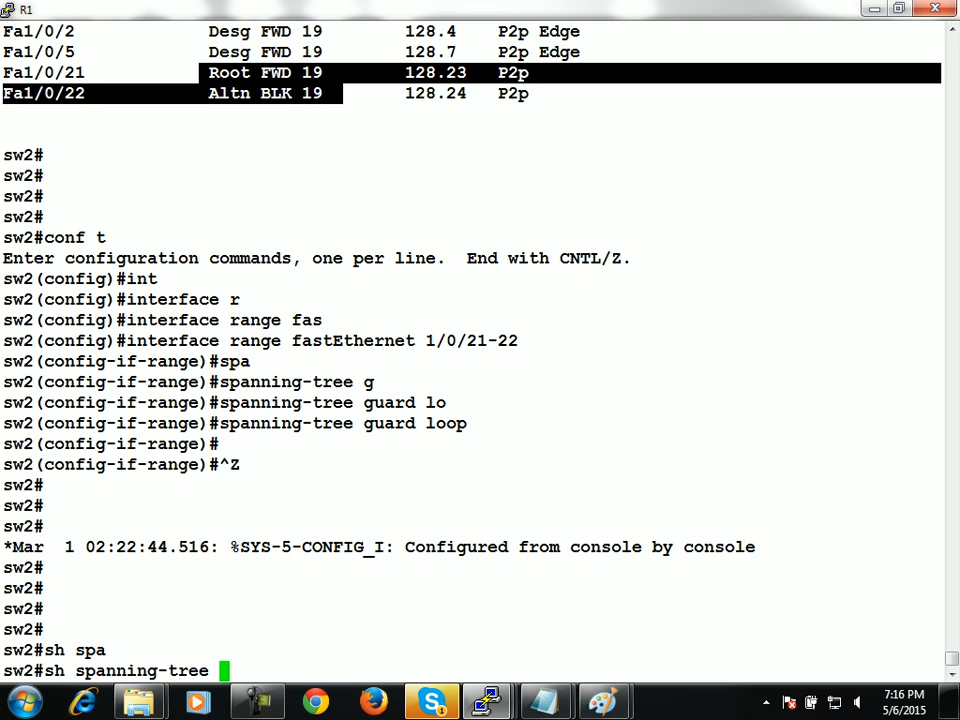 R1
Fa1/0/2             Desg FWD 19        128.4    P2p Edge
Fa1/0/5             Desg FWD 19        128.7    P2p Edge
Fa1/0/21            Root FWD 19        128.23   P2p
Fa1/0/22            Altn BLK 19        128.24   P2p
sw2#
sw2#
sw2#
sw2#
sw2#conf t
Enter configuration commands, one per line.  End with CNTL/Z.
sw2(config)#int
sw2(config)#interface r
sw2(config)#interface range fas
sw2(config)#interface range fastEthernet 1/0/21-22
sw2(config-if-range)#spa
sw2(config-if-range)#spanning-tree g
sw2(config-if-range)#spanning-tree guard lo
sw2(config-if-range)#spanning-tree guard loop
sw2(config-if-range)#
sw2(config-if-range)#^Z
sw2#
sw2#
sw2#
*Mar  1 02:22:44.516: %SYS-5-CONFIG_I: Configured from console by console
sw2#
sw2#
sw2#
sw2#
sw2#sh spa
sw2#sh spanning-tree
7:16 PM
5/6/2015